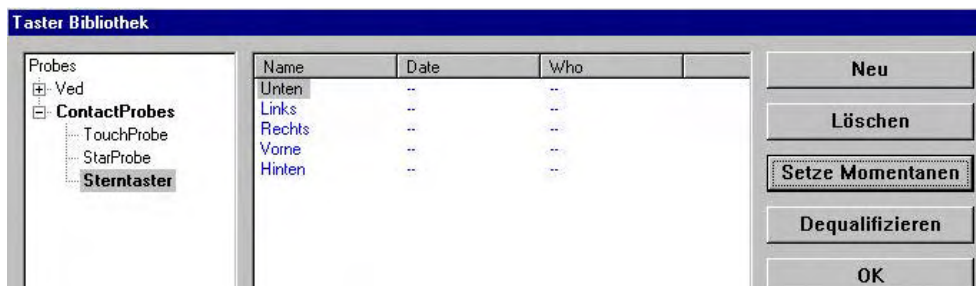 Taster Bibliothek
Probes
Ved
ContactProbes
TouchProbe
StarProbe
Sterntaster
Name Date Who
Unten -- --
Links -- --
Rechts -- --
Vorne -- --
Hinten -- --
Neu
Löschen
Setze Momentanen
Dequalifizieren
OK